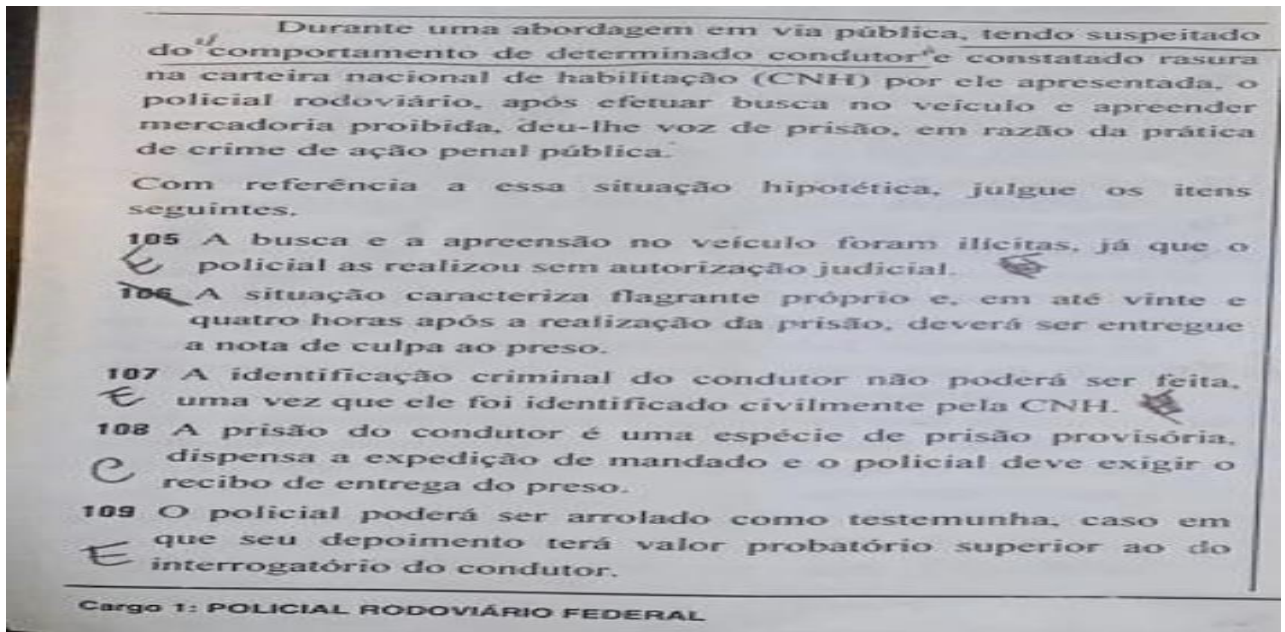 Durante uma abordagem em via pública, tendo suspeitado
do comportamento de determinado condutor e constatado rasura
na carteira nacional de habilitação (CNH) por ele apresentada, o
policial rodoviário, após efetuar busca no veículo e apreender
mercadoria proibida, deu-lhe voz de prisão, em razão da prática
de crime de ação penal pública.
Com referência a essa situação hipotética, julgue os itens
seguintes.
105 A busca e a apreensão no veículo foram ilícitas, já que o
E policial as realizou sem autorização judicial.
106 A situação caracteriza flagrante próprio e, em até vinte e
quatro horas após a realização da prisão, deverá ser entregue
a nota de culpa ao preso.
107 A identificação criminal do condutor não poderá ser feita,
E uma vez que ele foi identificado civilmente pela CNH.
108 A prisão do condutor é uma espécie de prisão provisória,
dispensa a expedição de mandado e o policial deve exigir o
C recibo de entrega do preso.
109 O policial poderá ser arrolado como testemunha, caso em
que seu depoimento terá valor probatório superior ao do
E interrogatório do condutor.
Cargo 1: POLICIAL RODOVIÁRIO FEDERAL